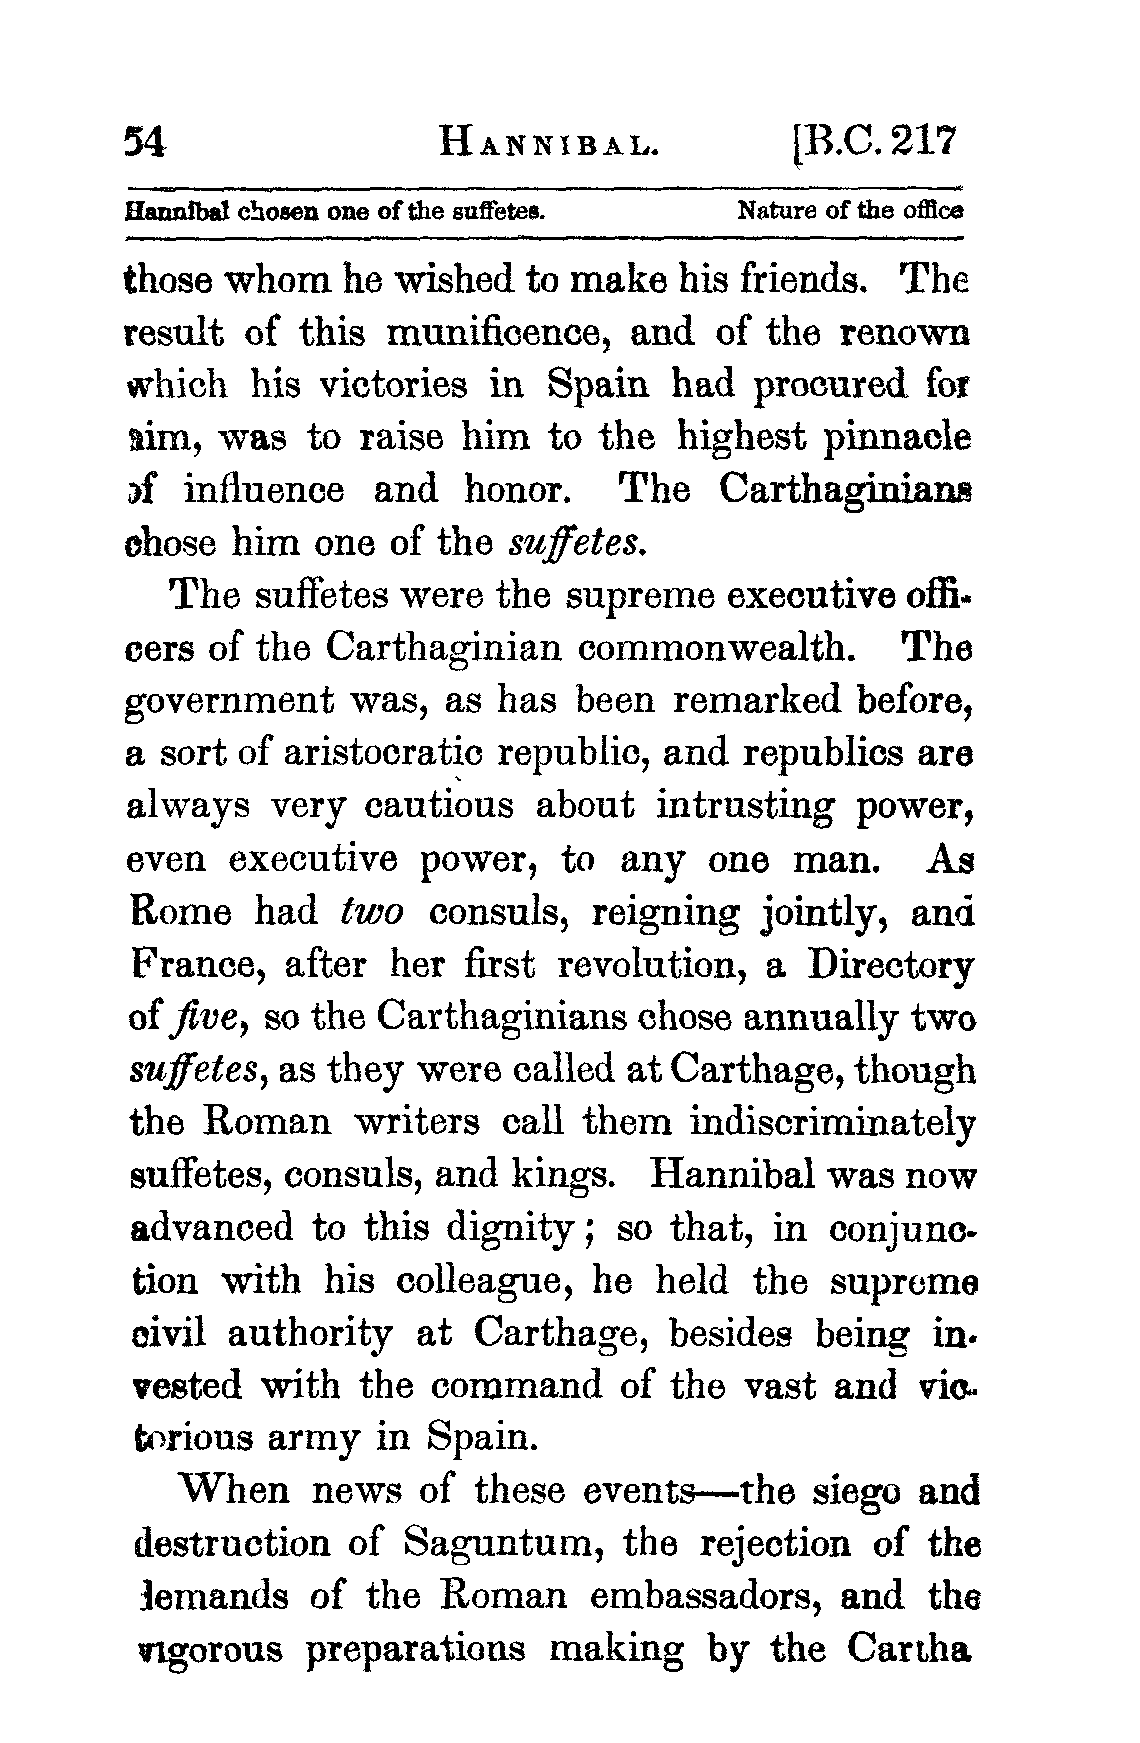 54 HANNIBAL. [B.C. 217
Hannibal chosen one of the suffetes. Nature of the office
those whom he wished to make his friends. The
result of this munificence, and of the renown
which his victories in Spain had procured for
him, was to raise him to the highest pinnacle
of influence and honor. The Carthaginians
chose him one of the suffetes.
The suffetes were the supreme executive offi-
cers of the Carthaginian commonwealth. The
government was, as has been remarked before,
a sort of aristocratic republic, and republics are
always very cautious about intrusting power,
even executive power, to any one man. As
Rome had two consuls, reigning jointly, and
France, after her first revolution, a Directory
of five, so the Carthaginians chose annually two
suffetes, as they were called at Carthage, though
the Roman writers call them indiscriminately
suffetes, consuls, and kings. Hannibal was now
advanced to this dignity; so that, in conjunc-
tion with his colleague, he held the supreme
civil authority at Carthage, besides being in-
vested with the command of the vast and vic-
torious army in Spain.
When news of these events—the siege and
destruction of Saguntum, the rejection of the
demands of the Roman embassadors, and the
vigorous preparations making by the Cartha